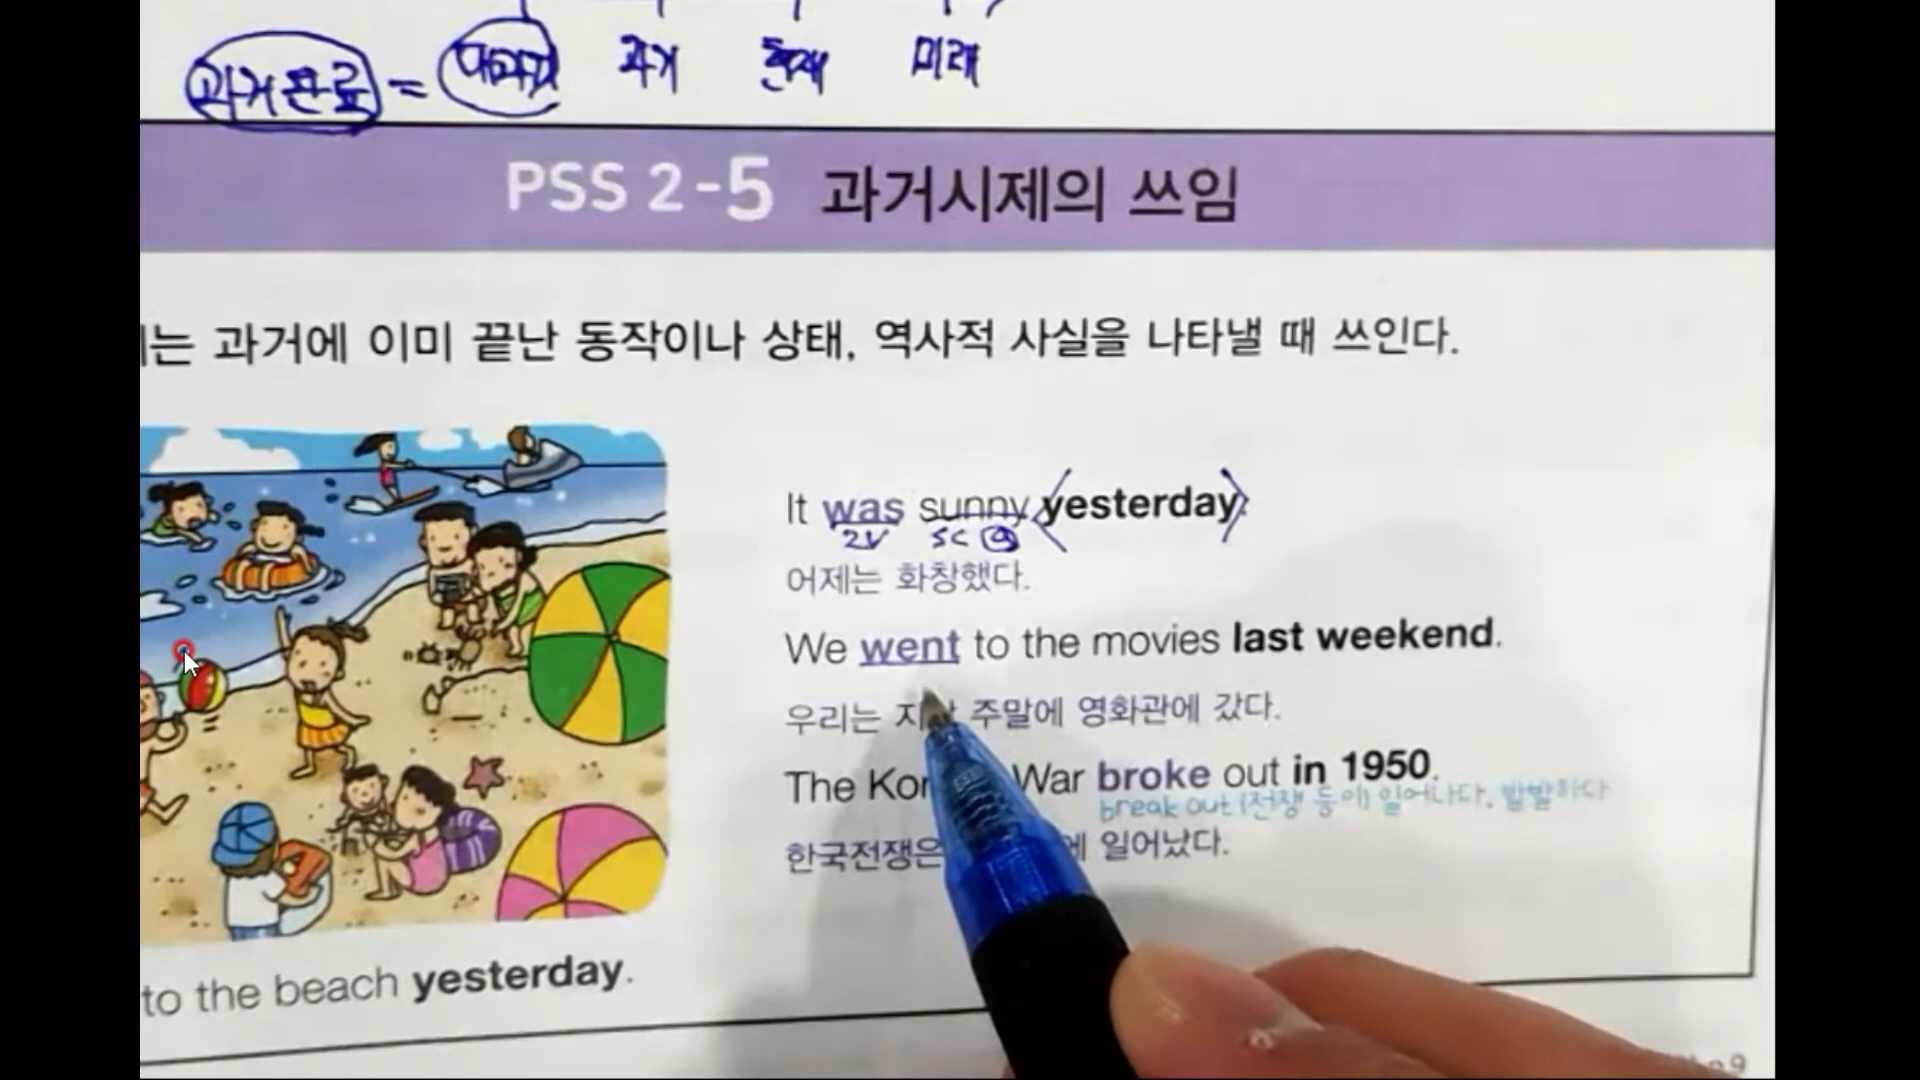 과거완료 = 대과거 과거 현재 미래
PSS 2-5 과거시제의 쓰임
는 과거에 이미 끝난 동작이나 상태, 역사적 사실을 나타낼 때 쓰인다.
It was sunny yesterday.
2V SC
어제는 화창했다.
We went to the movies last weekend.
우리는 주말에 영화관에 갔다.
The War broke out in 1950.
break out (전쟁 등이) 일어나다, 발발하다
한국전쟁은 에 일어났다.
to the beach yesterday.